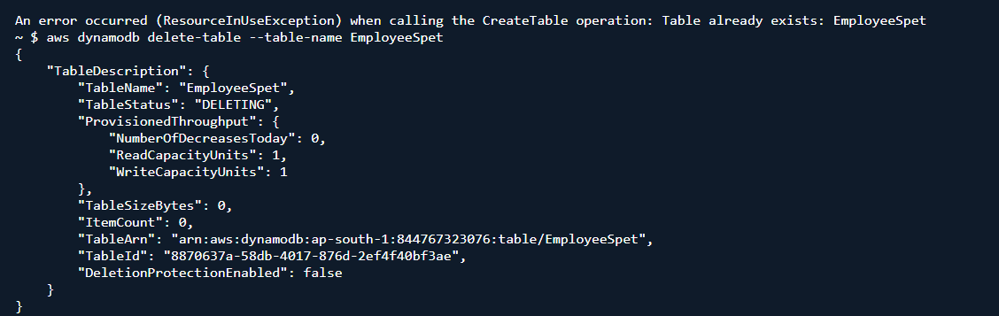 An error occurred (ResourceInUseException) when calling the CreateTable operation: Table already exists: EmployeeSpet
~ $ aws dynamodb delete-table --table-name EmployeeSpet
{
    "TableDescription": {
        "TableName": "EmployeeSpet",
        "TableStatus": "DELETING",
        "ProvisionedThroughput": {
            "NumberOfDecreasesToday": 0,
            "ReadCapacityUnits": 1,
            "WriteCapacityUnits": 1
        },
        "TableSizeBytes": 0,
        "ItemCount": 0,
        "TableArn": "arn:aws:dynamodb:ap-south-1:844767323076:table/EmployeeSpet",
        "TableId": "8870637a-58db-4017-876d-2ef4f40bf3ae",
        "DeletionProtectionEnabled": false
    }
}